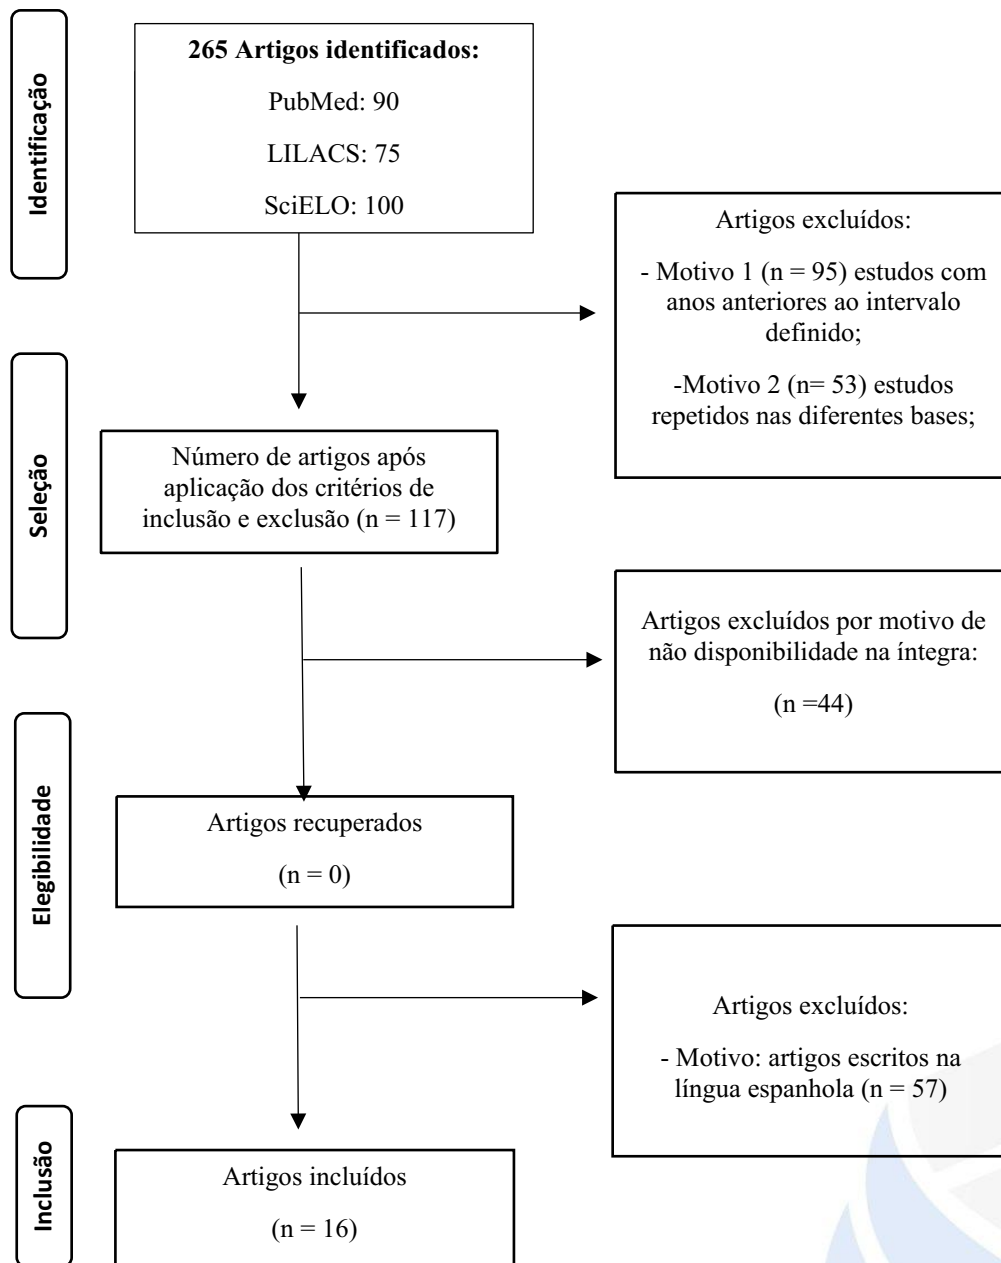 Identificação
265 Artigos identificados:
PubMed: 90
LILACS: 75
SciELO: 100
Artigos excluídos:
- Motivo 1 (n = 95) estudos com
anos anteriores ao intervalo
definido;
-Motivo 2 (n= 53) estudos
repetidos nas diferentes bases;
Seleção
Número de artigos após
aplicação dos critérios de
inclusão e exclusão (n = 117)
Artigos excluídos por motivo de
não disponibilidade na íntegra:
(n =44)
Elegibilidade
Artigos recuperados
(n = 0)
Artigos excluídos:
- Motivo: artigos escritos na
língua espanhola (n = 57)
Inclusão
Artigos incluídos
(n = 16)